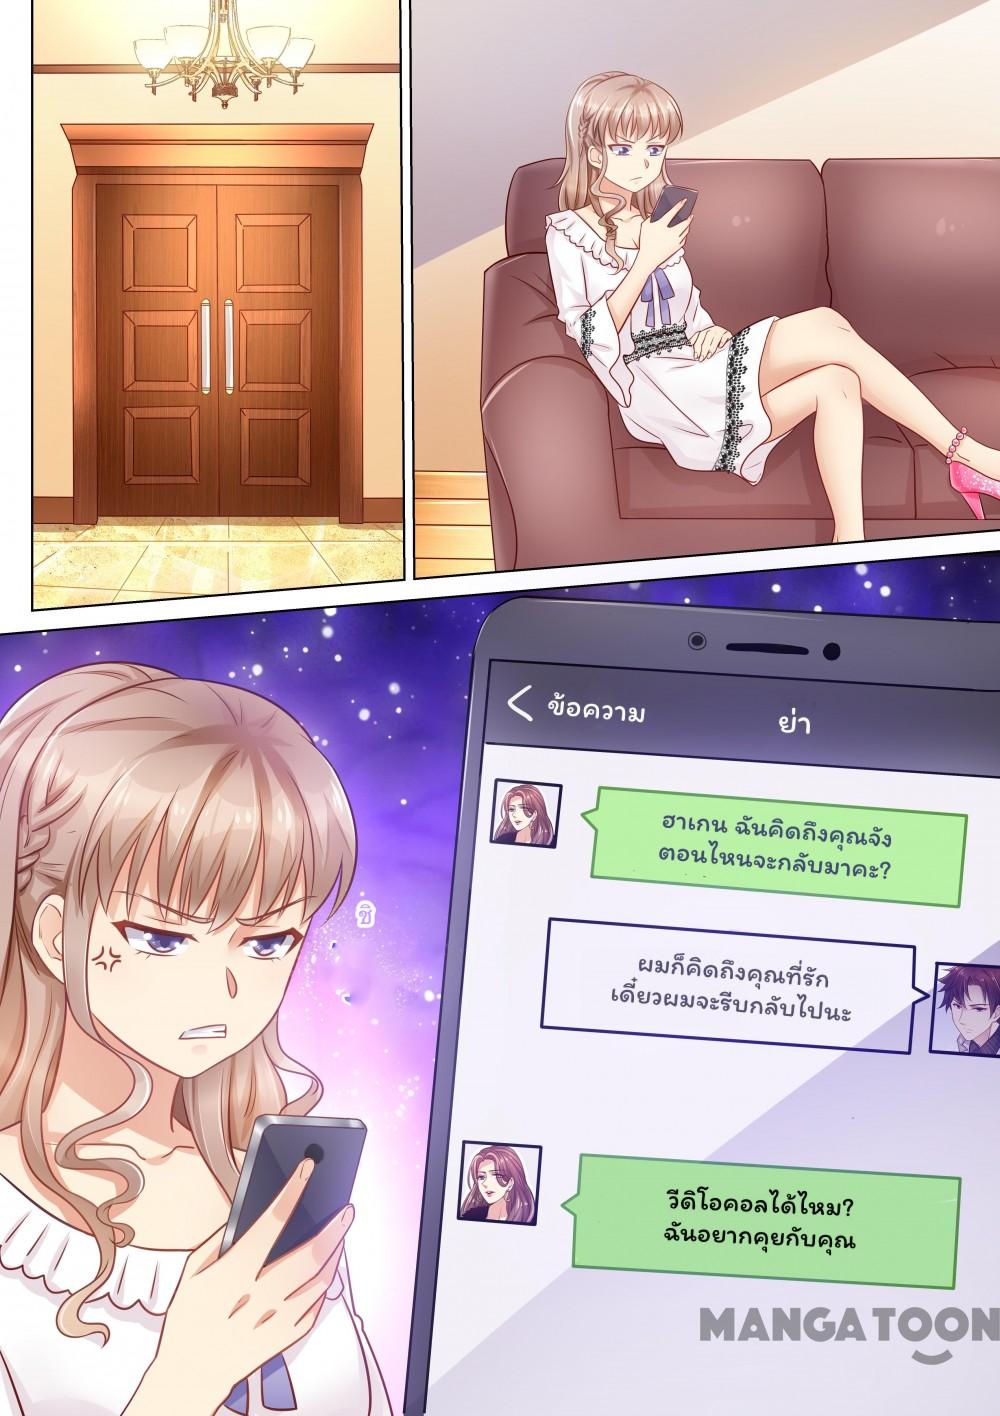 ข้อความ
ย่า
ฮาเกน ฉันคิดถึงคุณจัง
ตอนไหนจะกลับมาคะ?
ชิ
ผมก็คิดถึงคุณที่รัก
เดี๋ยวผมจะรีบกลับไปนะ
วีดิโอคอลได้ไหม?
ฉันอยากคุยกับคุณ
MANGATOON